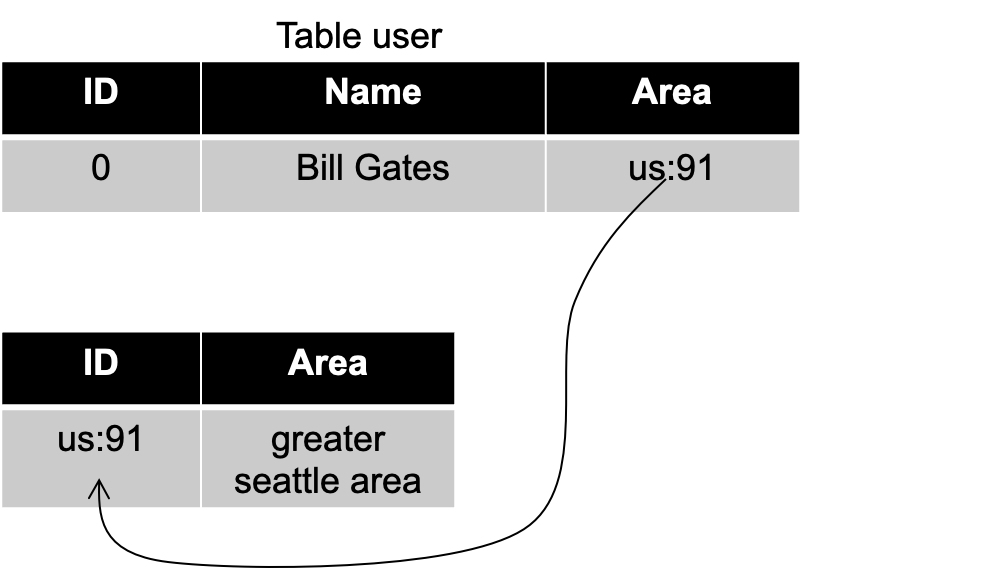 Table user
ID Name Area
0 Bill Gates us:91
ID Area
us:91 greater
seattle area